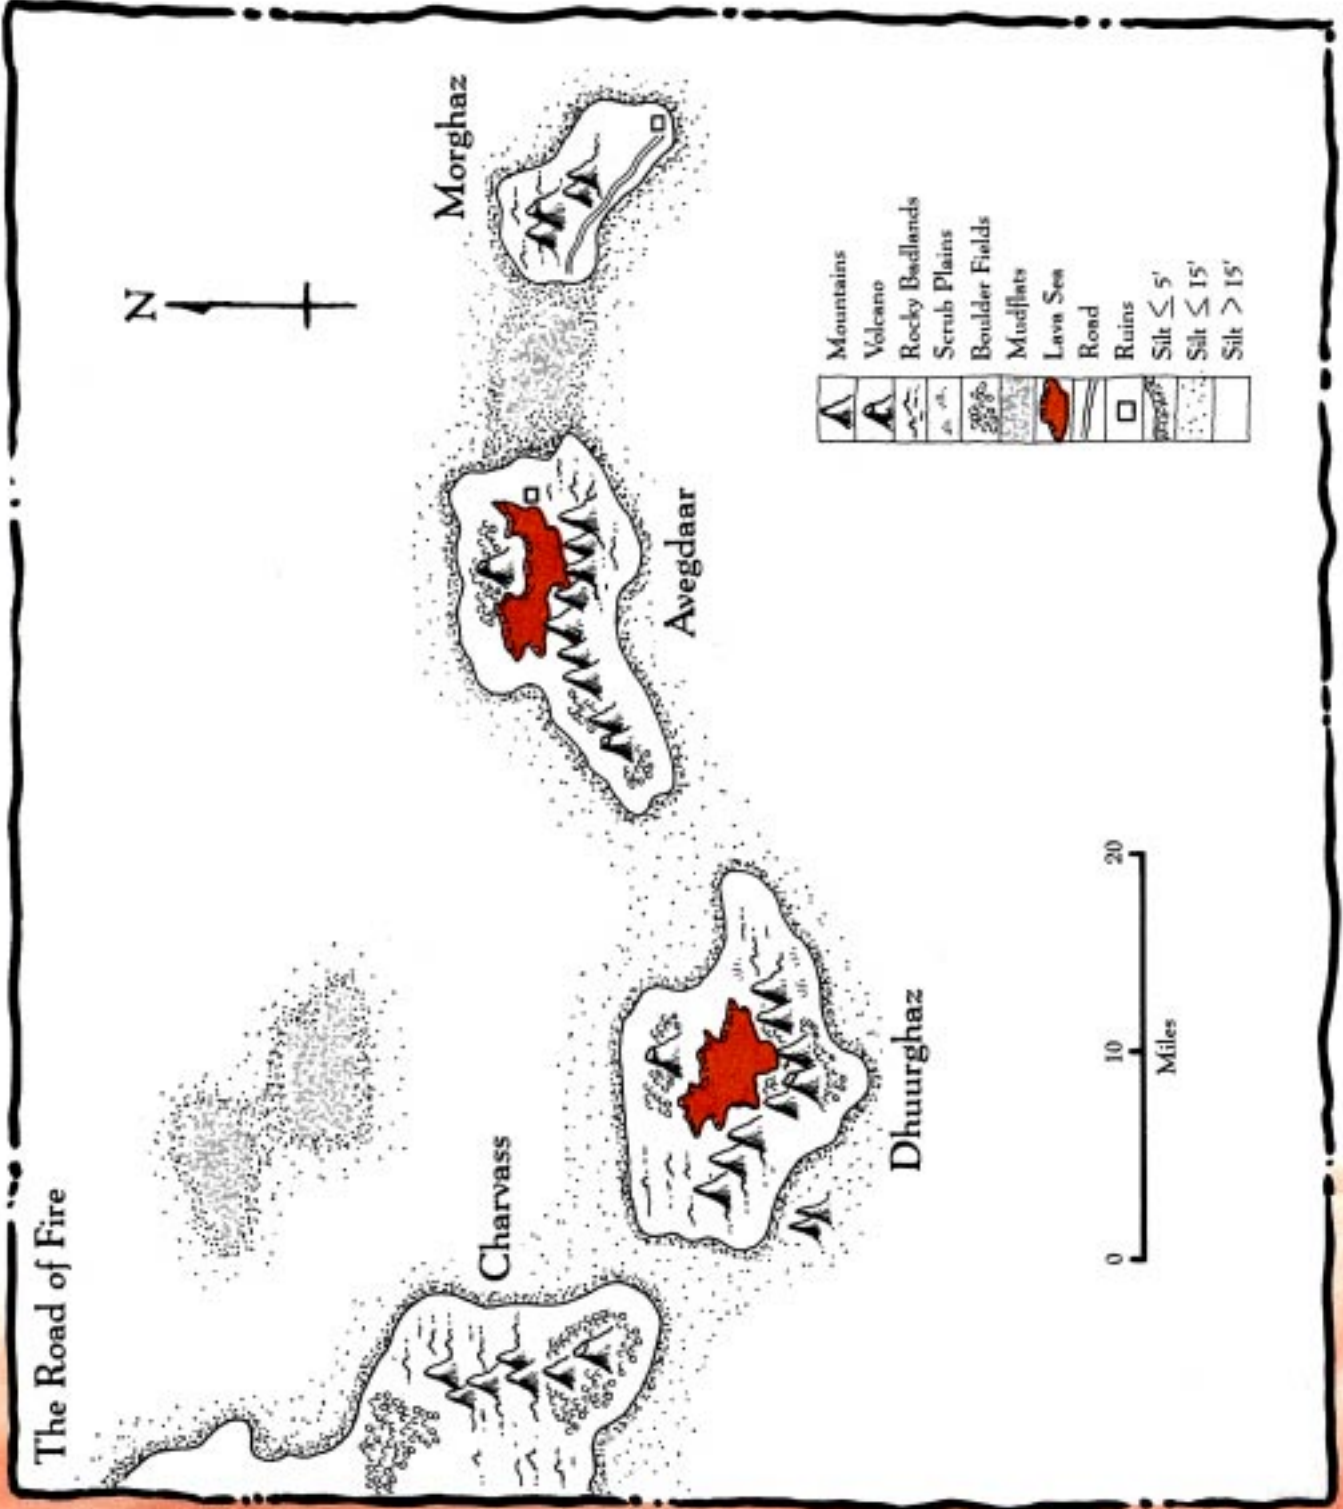 The Road of Fire
N
Charvass
Dhuurghaz
Avegdaar
Morghaz
0 10 20
Miles
Mountains
Volcano
Rocky Badlands
Scrub Plains
Boulder Fields
Mudflats
Lava Sea
Road
Ruins
Silt ≤ 5'
Silt ≤ 15'
Silt > 15'